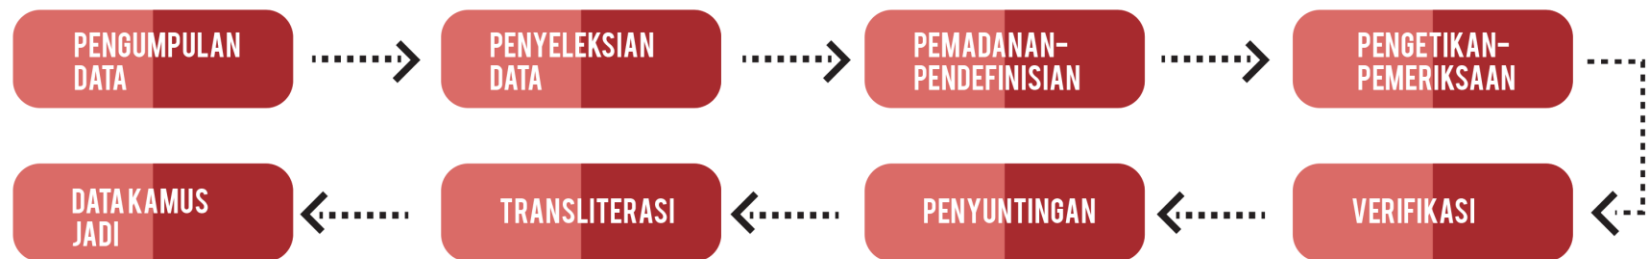 PENGUMPULAN
DATA
PENYELEKSIAN
DATA
PEMADANAN-
PENDEFINISIAN
PENGETIKAN-
PEMERIKSAAN
VERIFIKASI
PENYUNTINGAN
TRANSLITERASI
DATA KAMUS
JADI